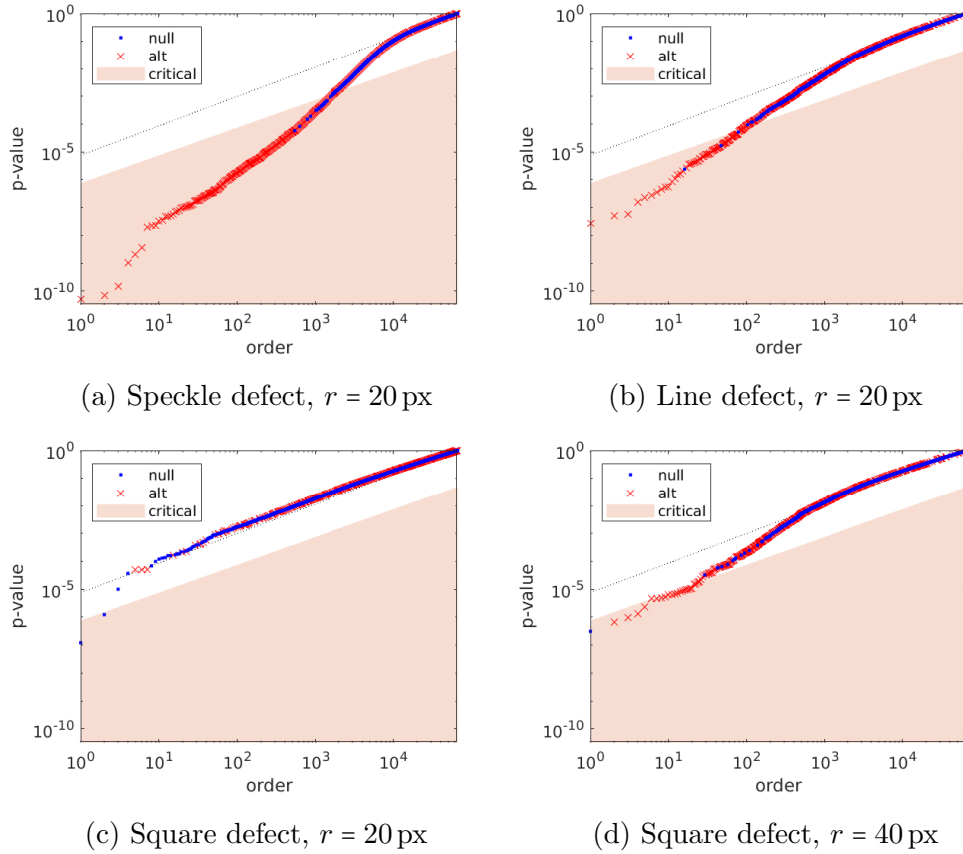 10^0
10^-5
10^-10
p-value
null
alt
critical
10^0 10^1 10^2 10^3 10^4
order
(a) Speckle defect, r = 20 px
10^0
10^-5
10^-10
p-value
null
alt
critical
10^0 10^1 10^2 10^3 10^4
order
(b) Line defect, r = 20 px
10^0
10^-5
10^-10
p-value
null
alt
critical
10^0 10^1 10^2 10^3 10^4
order
(c) Square defect, r = 20 px
10^0
10^-5
10^-10
p-value
null
alt
critical
10^0 10^1 10^2 10^3 10^4
order
(d) Square defect, r = 40 px